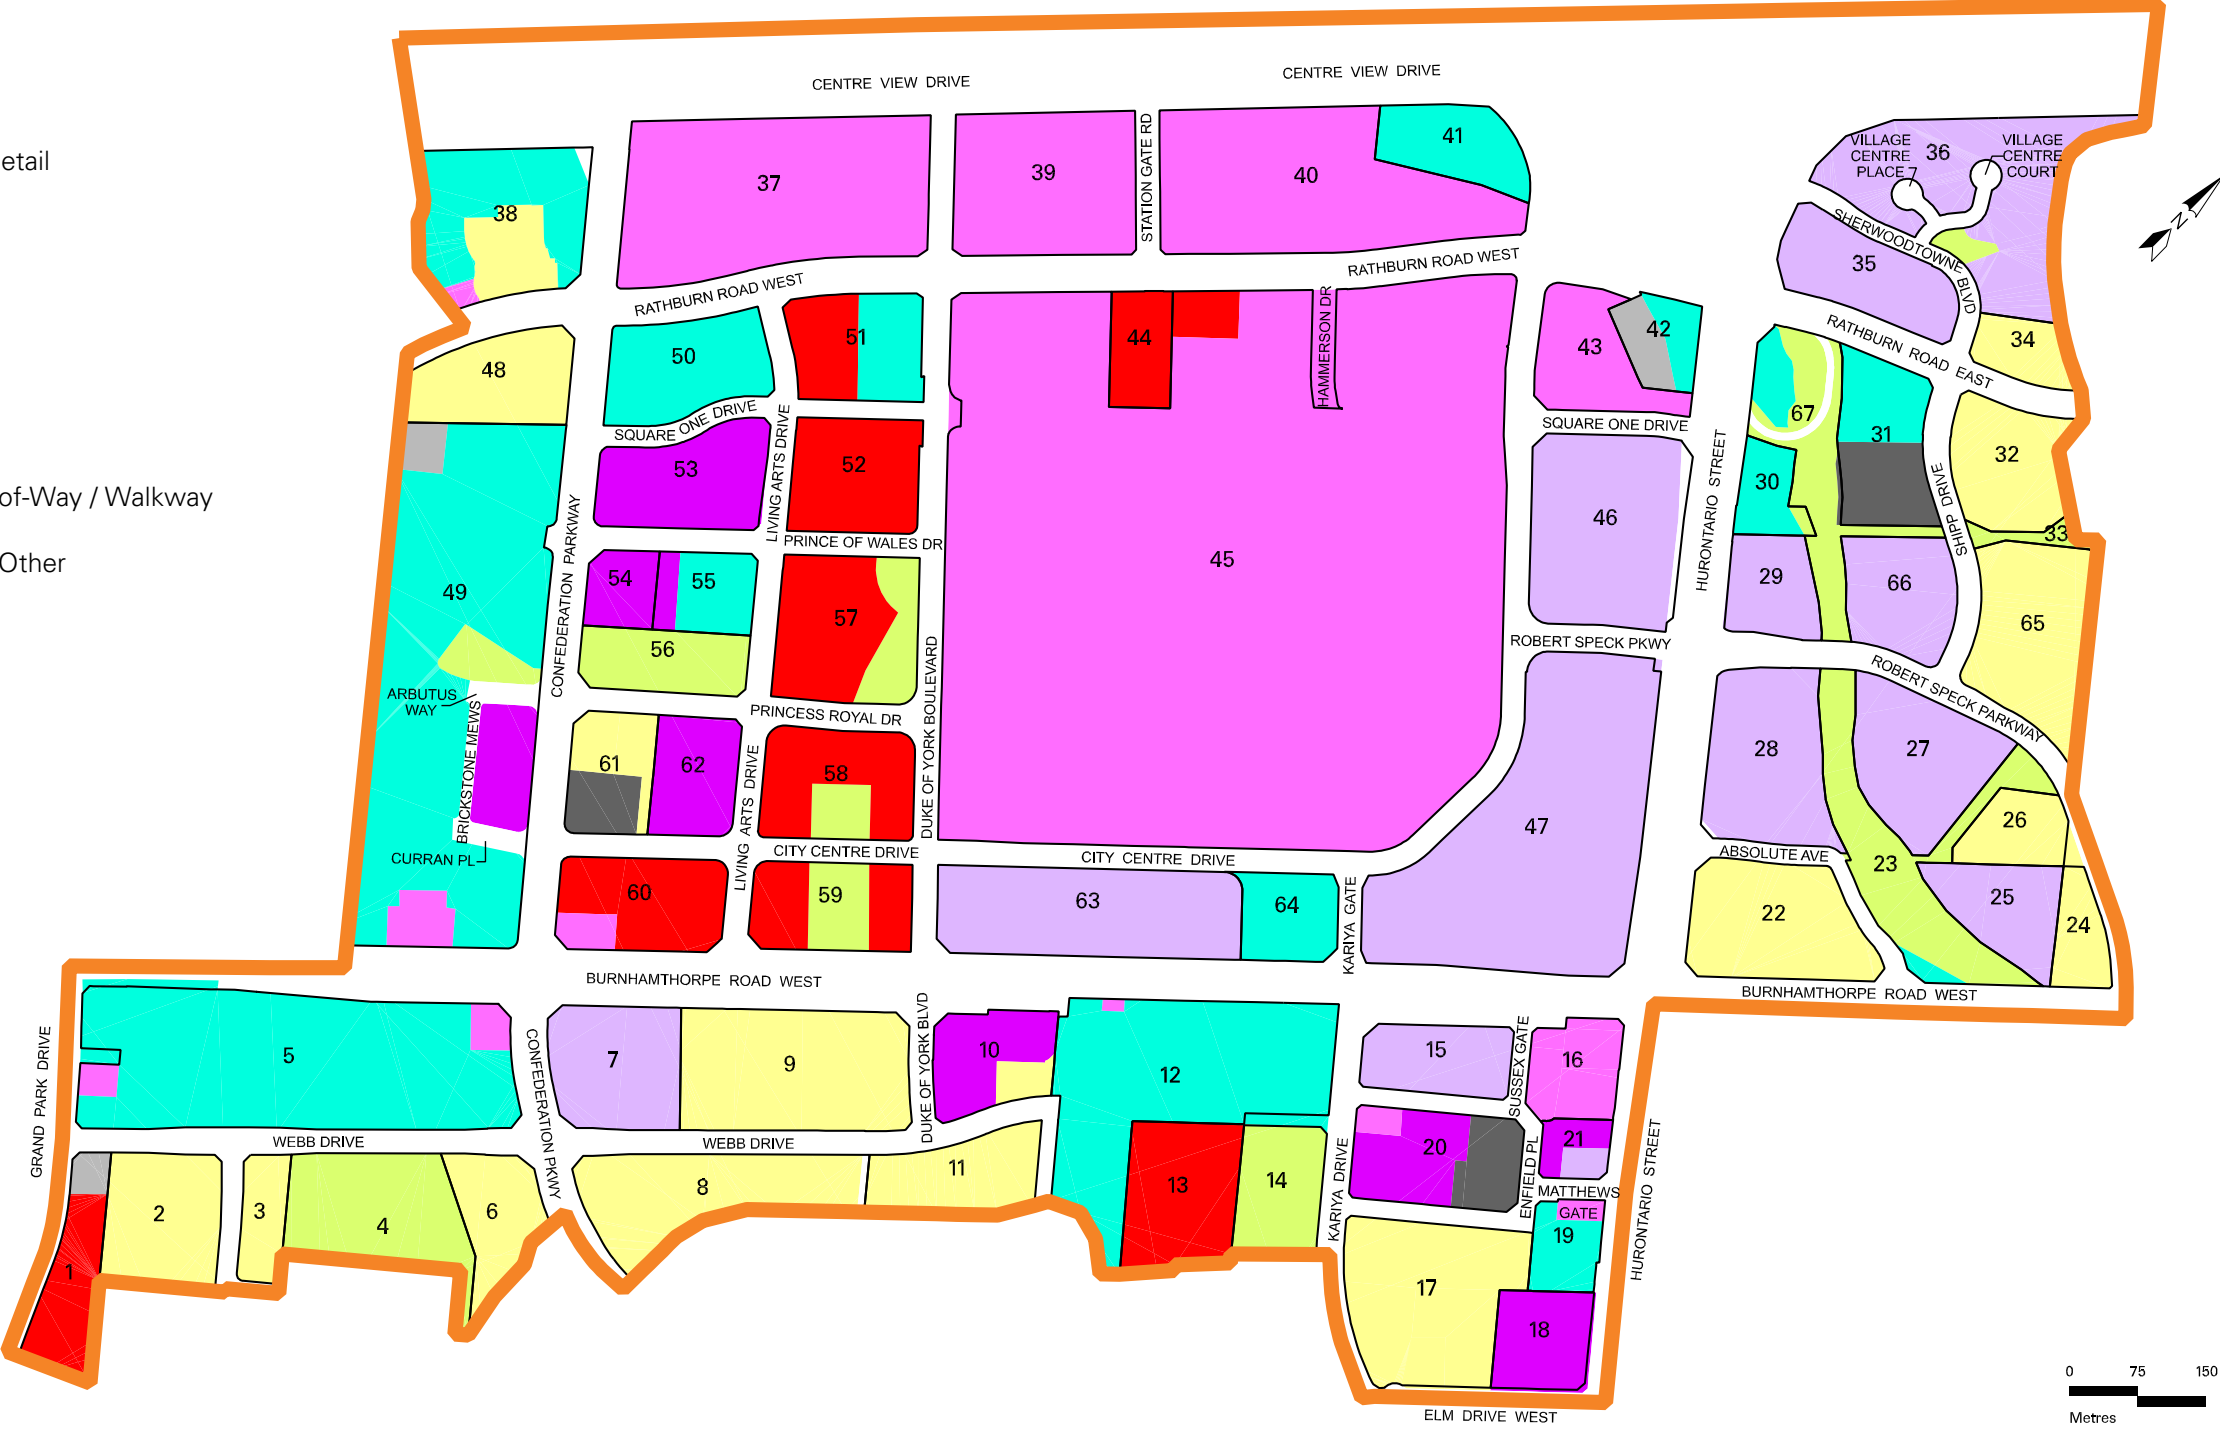 CENTRE VIEW DRIVE
CENTRE VIEW DRIVE
etail
of-Way / Walkway
Other
STATION GATE RD
41
37
39
40
38
36
VILLAGE
CENTRE
PLACE
VILLAGE
CENTRE
COURT
N
SHERWOODTOWNE BLVD
35
34
RATHBURN ROAD WEST
RATHBURN ROAD WEST
RATHBURN ROAD EAST
48
50
51
44
HAMMERSON DR
43
42
67
31
32
SQUARE ONE DRIVE
SQUARE ONE DRIVE
LIVING ARTS DRIVE
53
52
46
30
HURONTARIO STREET
SHIPP DRIVE
33
PRINCE OF WALES DR
CONFEDERATION PARKWAY
49
54
55
45
57
29
66
65
56
ROBERT SPECK PKWY
ROBERT SPECK PARKWAY
ARBUTUS
WAY
BRICKSTONE MEWS
PRINCESS ROYAL DR
DUKE OF YORK BOULEVARD
61
62
58
28
27
47
26
LIVING ARTS DRIVE
CURRAN PL
CITY CENTRE DRIVE
CITY CENTRE DRIVE
ABSOLUTE AVE
23
60
59
63
64
KARIYA GATE
22
25
24
BURNHAMTHORPE ROAD WEST
BURNHAMTHORPE ROAD WEST
GRAND PARK DRIVE
5
CONFEDERATION PKWY
7
9
DUKE OF YORK BLVD
10
12
15
SUSSEX GATE
16
WEBB DRIVE
WEBB DRIVE
20
21
ENFIELD PL
MATTHEWS
GATE
HURONTARIO STREET
1
2
3
4
6
8
11
13
14
KARIYA DRIVE
19
17
18
ELM DRIVE WEST
0 75 150
Metres